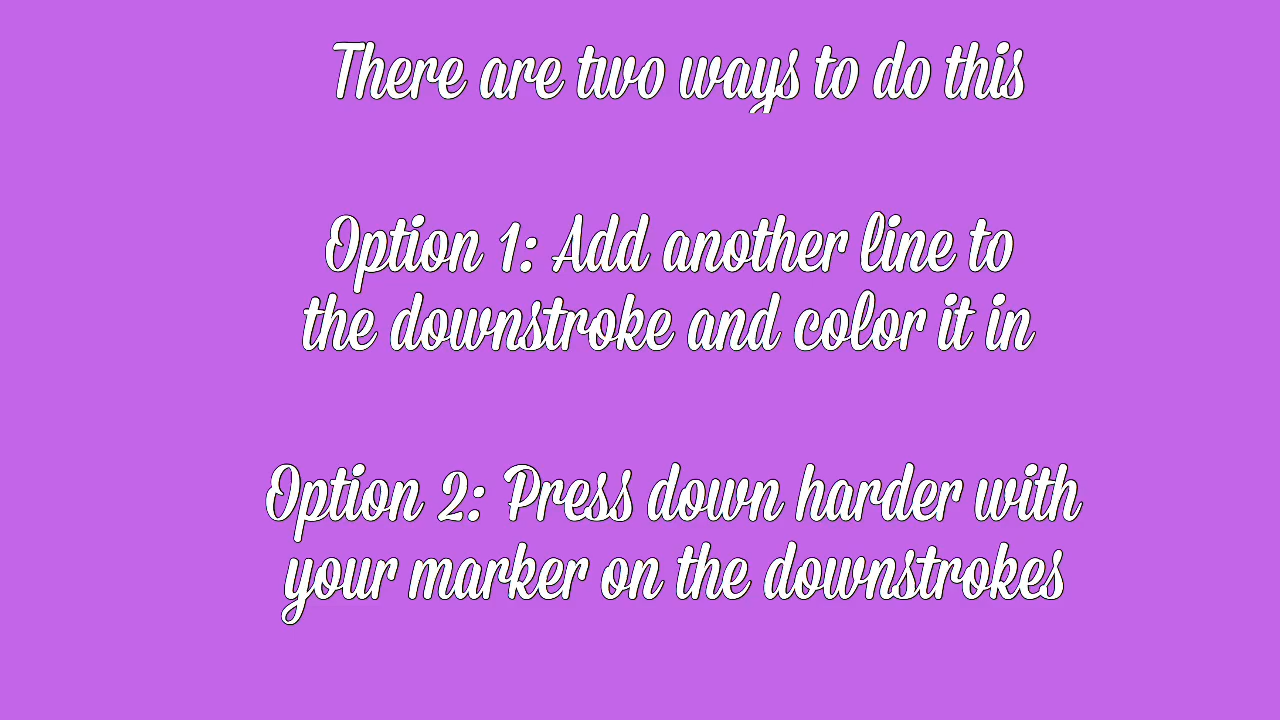 There are two ways to do this
Option 1: Add another line to
the downstroke and color it in
Option 2: Press down harder with
your marker on the downstrokes